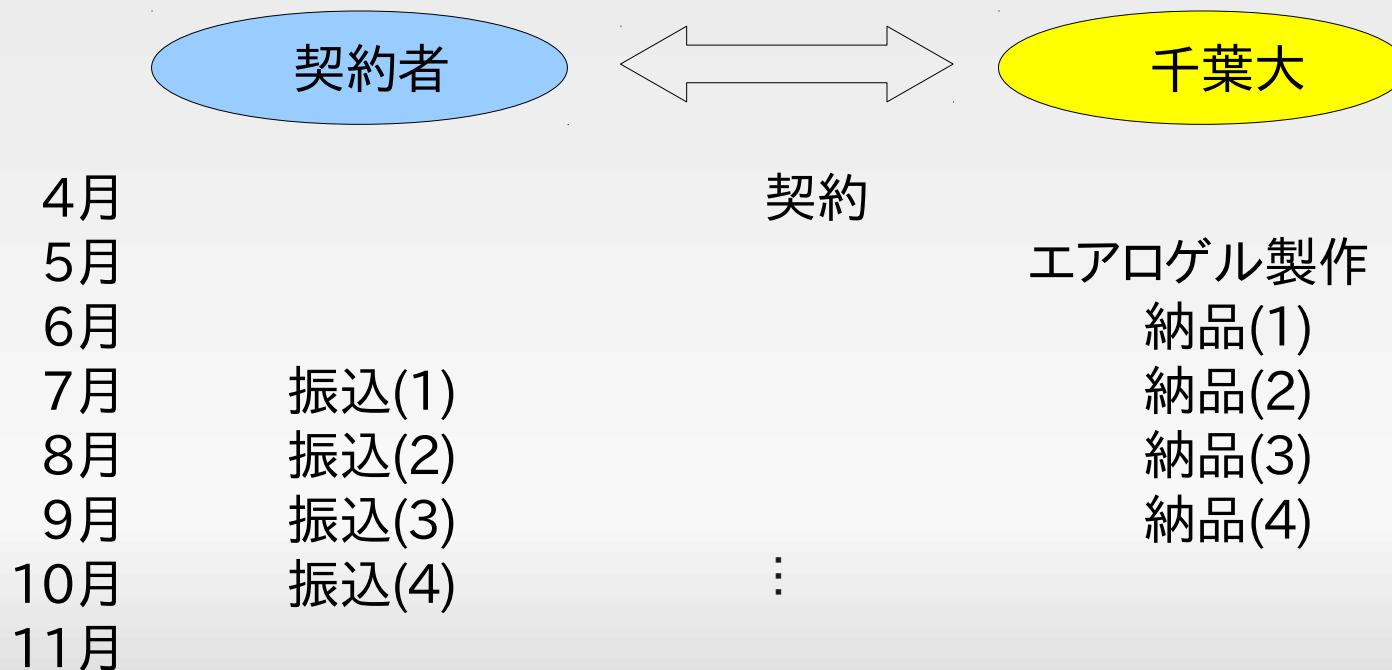 契約者 千葉大
4月 契約
5月 エアロゲル製作
6月 納品(1)
7月 振込(1) 納品(2)
8月 振込(2) 納品(3)
9月 振込(3) 納品(4)
10月 振込(4) ⋮
11月